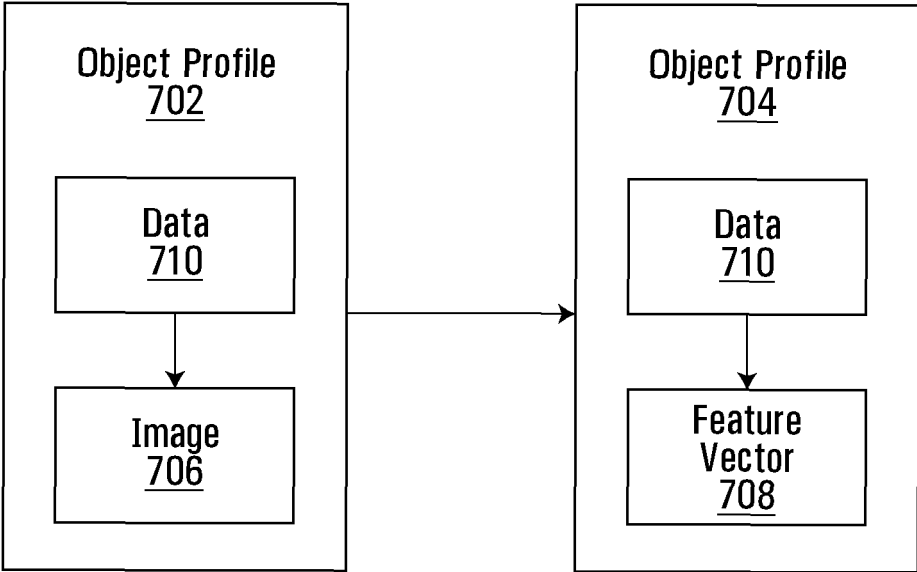 Object Profile
702
Data
710
Image
706
Object Profile
704
Data
710
Feature
Vector
708